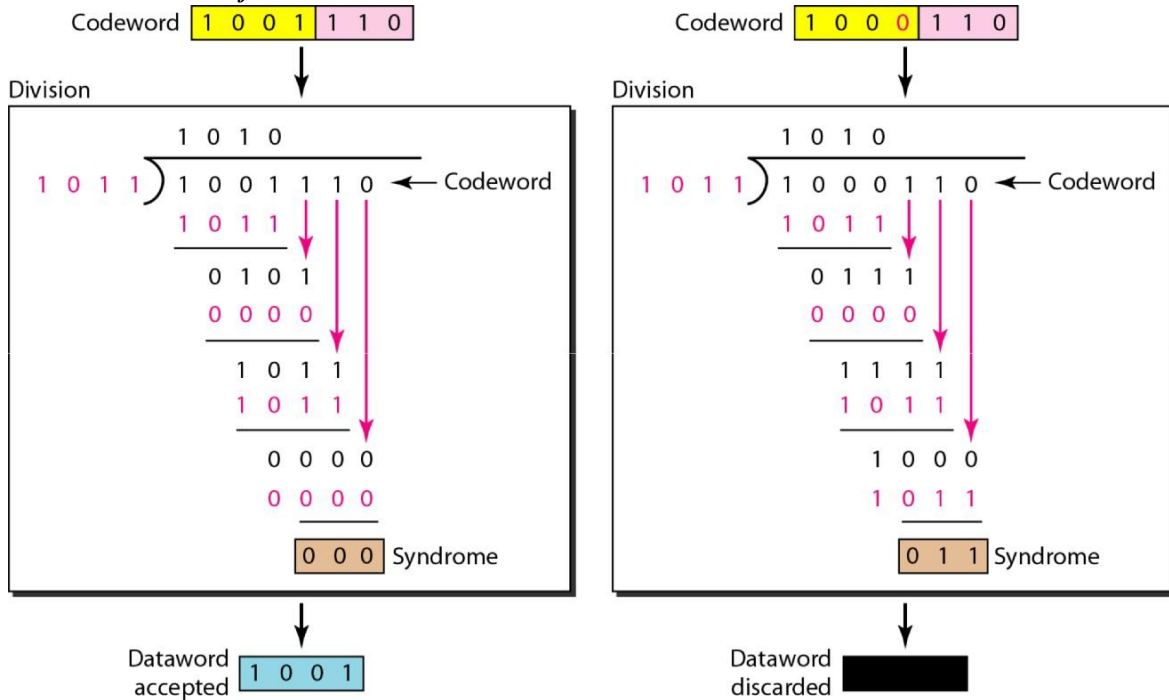 Codeword 1 0 0 1 1 1 0
Division
1 0 1 0
1 0 1 1 1 0 0 1 1 1 0 Codeword
1 0 1 1
0 1 0 1
0 0 0 0
1 0 1 1
1 0 1 1
0 0 0 0
0 0 0 0
0 0 0 Syndrome
Dataword
accepted 1 0 0 1
Codeword 1 0 0 0 1 1 0
Division
1 0 1 0
1 0 1 1 1 0 0 0 1 1 0 Codeword
1 0 1 1
0 1 1 1
0 0 0 0
1 1 1 1
1 0 1 1
1 0 0 0
1 0 1 1
0 1 1 Syndrome
Dataword
discarded